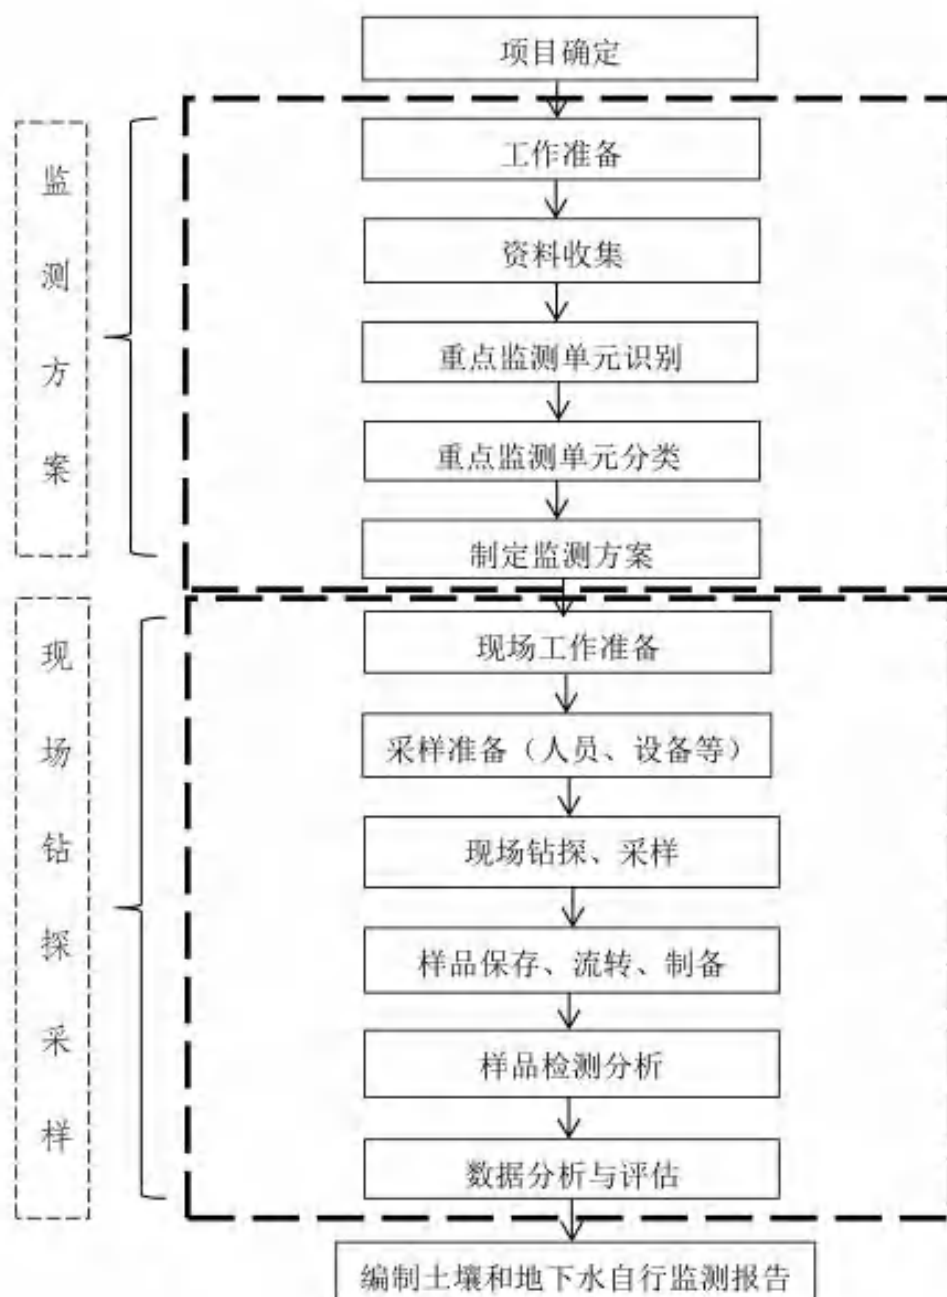 项目确定
监测方案
工作准备
资料收集
重点监测单元识别
重点监测单元分类
制定监测方案
现场钻探采样
现场工作准备
采样准备（人员、设备等）
现场钻探、采样
样品保存、流转、制备
样品检测分析
数据分析与评估
编制土壤和地下水自行监测报告